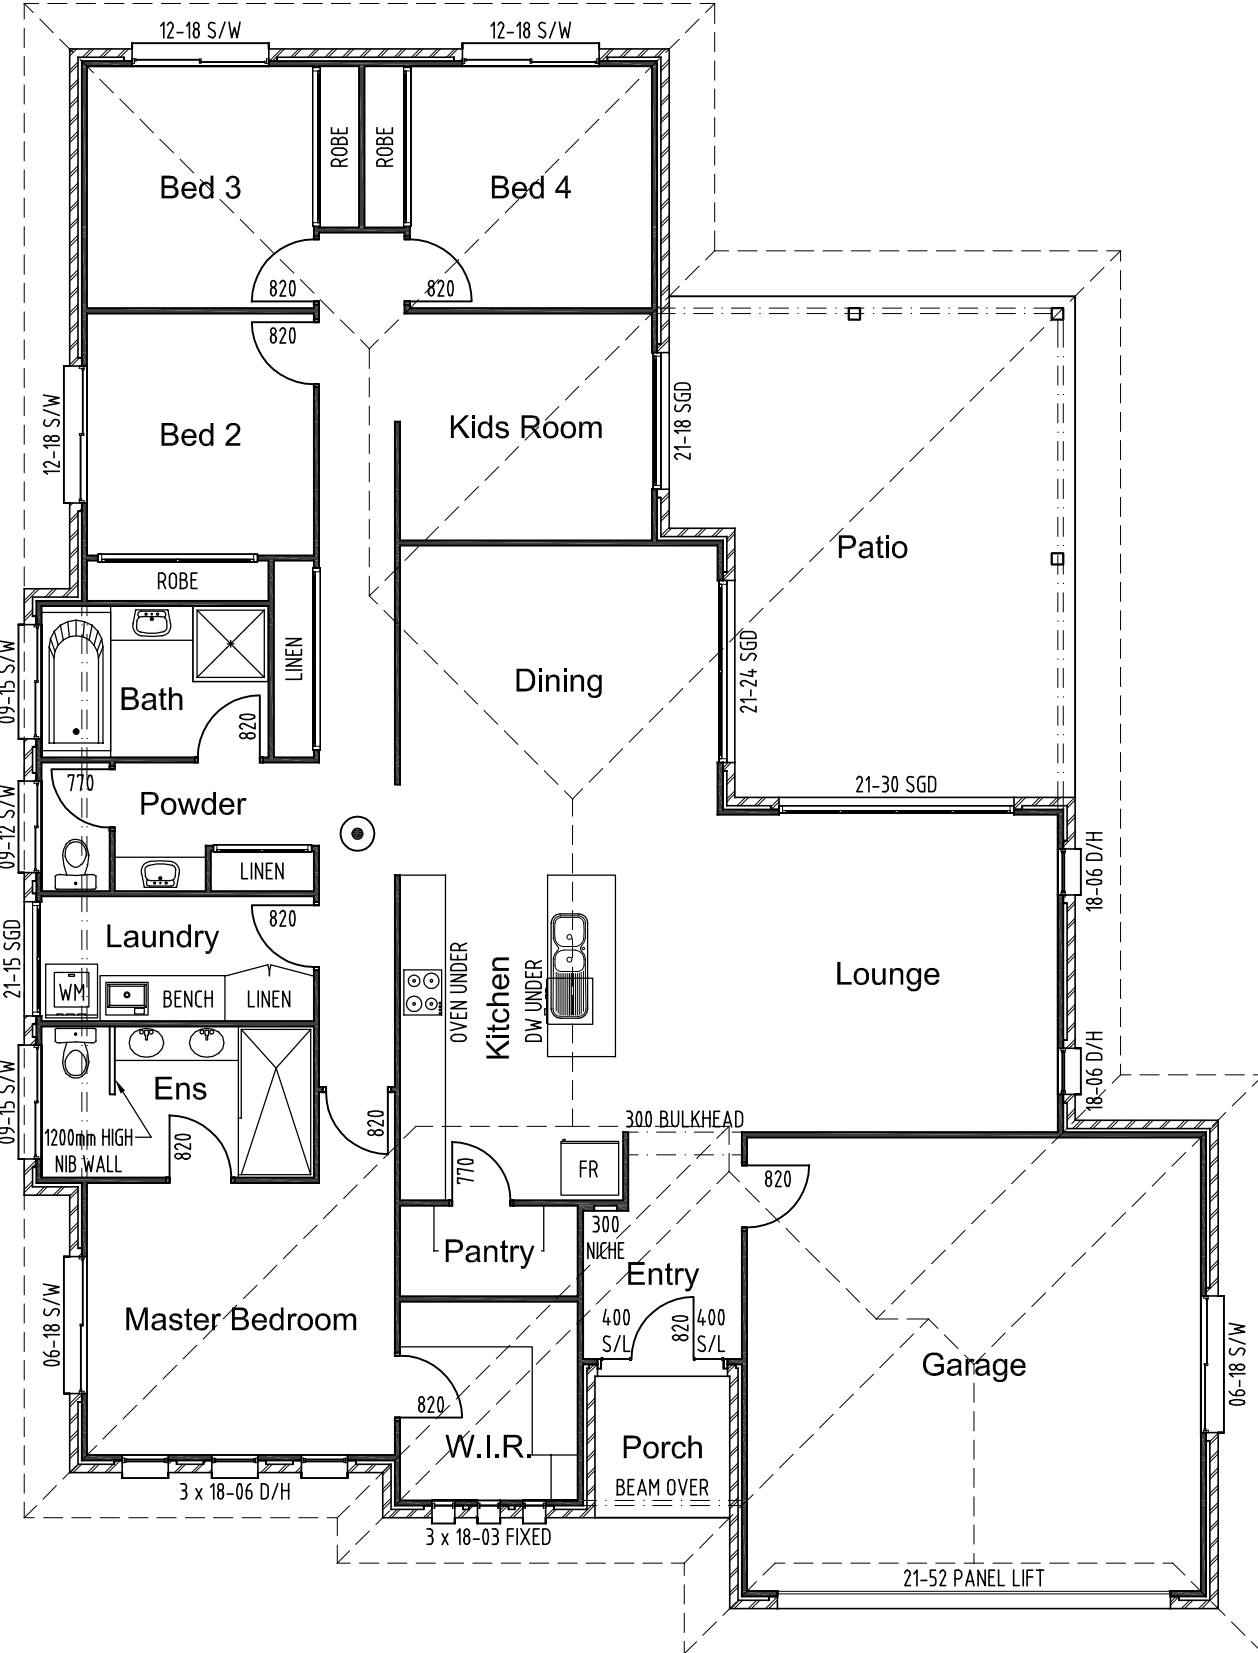 12-18 S/W
12-18 S/W
ROBE
ROBE
Bed 3
Bed 4
820
820
820
12-18 S/W
Bed 2
Kids Room
21-18 SGD
Patio
ROBE
LINEN
09-15 S/W
Bath
820
Dining
21-24 SGD
770
Powder
09-12 S/W
21-30 SGD
LINEN
18-06 D/H
820
Laundry
21-15 SGD
WM
BENCH
LINEN
OVEN UNDER
Kitchen
DW UNDER
Lounge
18-06 D/H
09-15 S/W
Ens
1200mm HIGH
NIB WALL
820
820
300 BULKHEAD
770
FR
820
300
NICHE
Pantry
Entry
06-18 S/W
Master Bedroom
400
S/L
820
400
S/L
Garage
06-18 S/W
820
W.I.R.
Porch
BEAM OVER
3 x 18-06 D/H
3 x 18-03 FIXED
21-52 PANEL LIFT